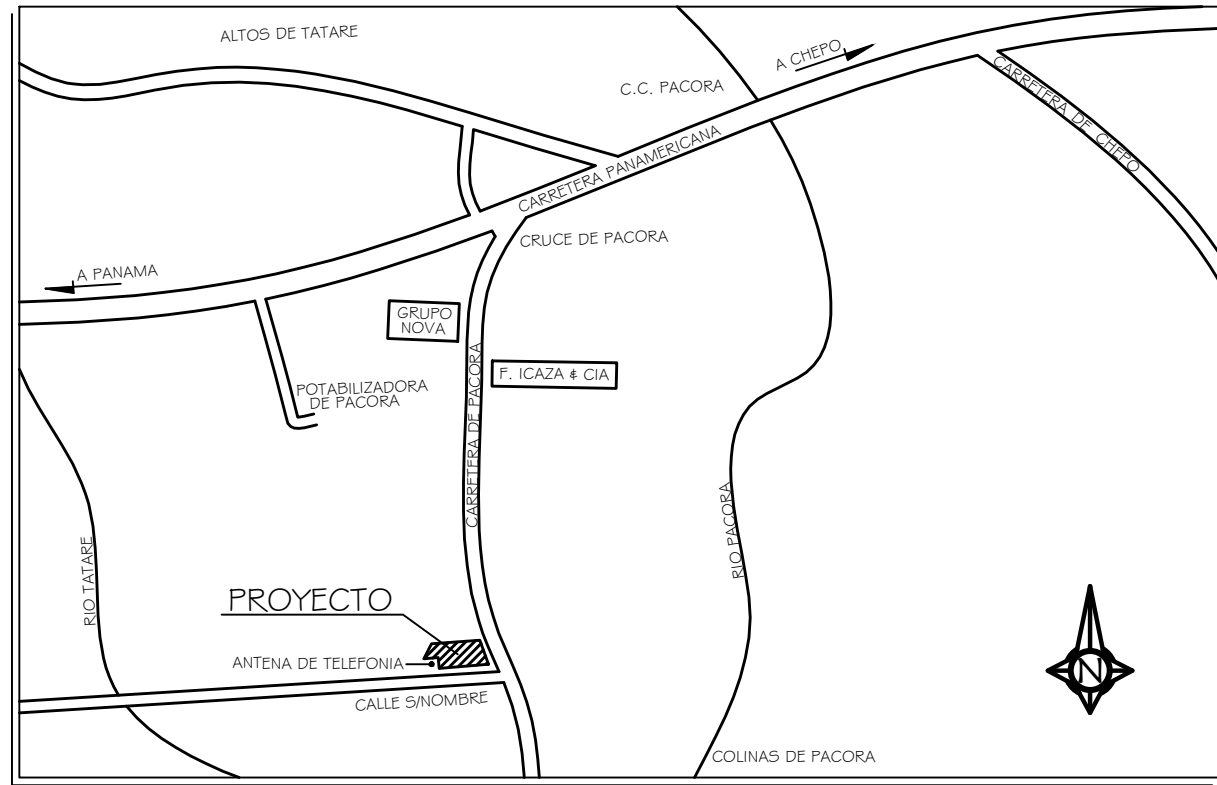 ALTOS DE TATARE
A CHEPO
C.C. PACORA
CARRETERA DE CHEPO
CARRETERA PANAMERICANA
CRUCE DE PACORA
A PANAMA
GRUPO
NOVA
F. ICAZA & CIA
POTABILIZADORA
DE PACORA
CARRETERA DE PACORA
RIO PACORA
RIO TATARE
PROYECTO
ANTENA DE TELEFONIA
CALLE S/NOMBRE
N
COLINAS DE PACORA